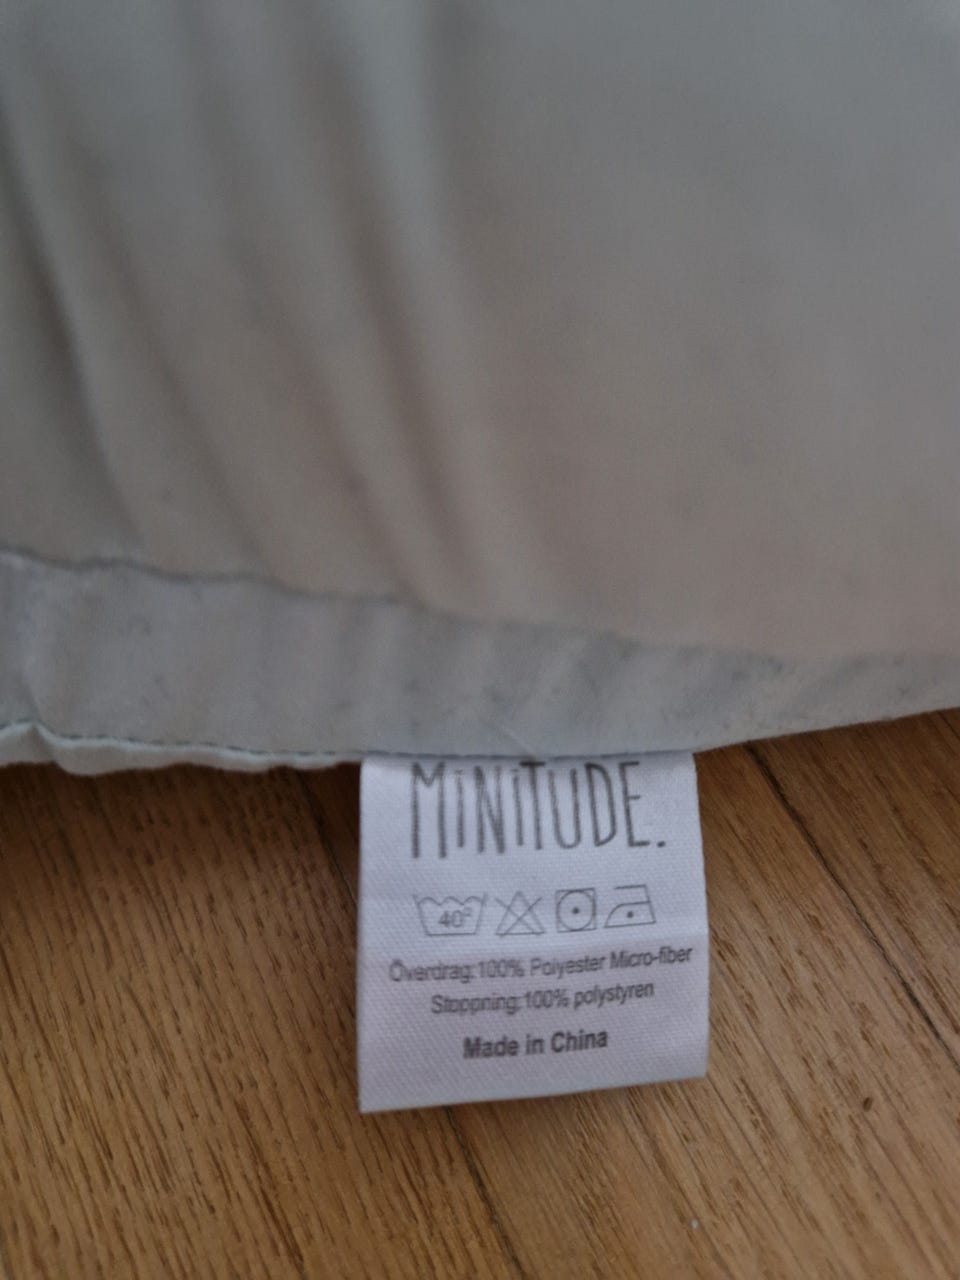 MINITUDE.
40°
Överdrag:100% Polyester Micro-fiber
Stoppning:100% polystyren
Made in China